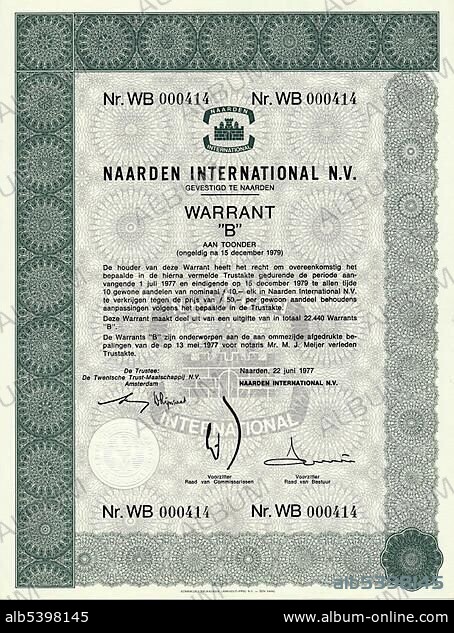 Nr. WB 000414 Nr. WB 000414
NAARDEN
INTERNATIONAL
NAARDEN INTERNATIONAL N.V.
GEVESTIGD TE NAARDEN
WARRANT
"B"
AAN TOONDER
(ongeldig na 15 december 1979)
De houder van deze Warrant heeft het recht om overeenkomstig het
bepaalde in de hierna vermelde Trustakte gedurende de periode aan-
vangende 1 juli 1977 en eindigende op 15 december 1979 te allen tijde
10 gewone aandelen van nominaal ƒ 10,— elk in Naarden International N.V.
te verkrijgen tegen de prijs van ƒ 50,— per gewoon aandeel behoudens
aanpassingen volgens het bepaalde in de Trustakte.
Deze Warrant maakt deel uit van een uitgifte van in totaal 22.440 Warrants
"B".
De Warrants "B" zijn onderworpen aan de aan ommezijde afgedrukte be-
palingen van de op 13 mei 1977 voor notaris Mr. M. J. Meijer verleden
Trustakte.
De Trustee: Naarden, 22 juni 1977
De Twentsche Trust-Maatschappij N.V.
Amsterdam NAARDEN INTERNATIONAL N.V.
INTERNATIONAL
Voorzitter Voorzitter
Raad van Commissarissen Raad van Bestuur
Nr. WB 000414 Nr. WB 000414
ALBUM
alb5398145
alb5398145 www.album-online.com